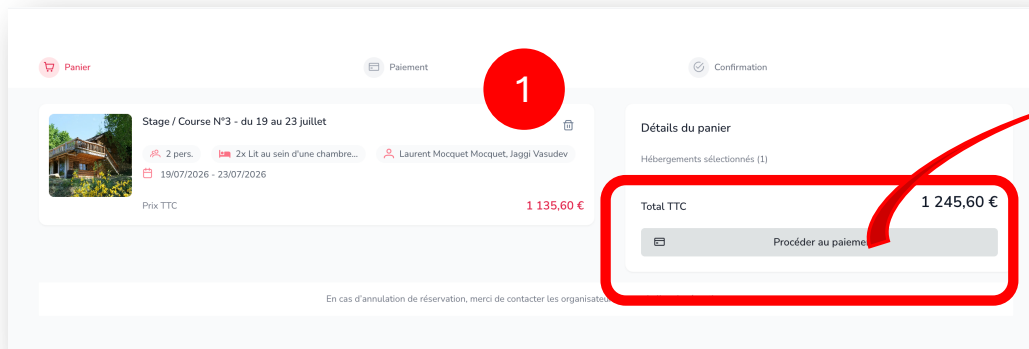 Panier
Paiement
Confirmation
1
Stage / Course N°3 - du 19 au 23 juillet
2 pers.
2x Lit au sein d'une chambre...
Laurent Mocquet Mocquet, Jaggi Vasudev
19/07/2026 - 23/07/2026
Prix TTC
1 135,60 €
Détails du panier
Hébergements sélectionnés (1)
Total TTC
1 245,60 €
Procéder au paiemen
En cas d'annulation de réservation, merci de contacter les organisateu